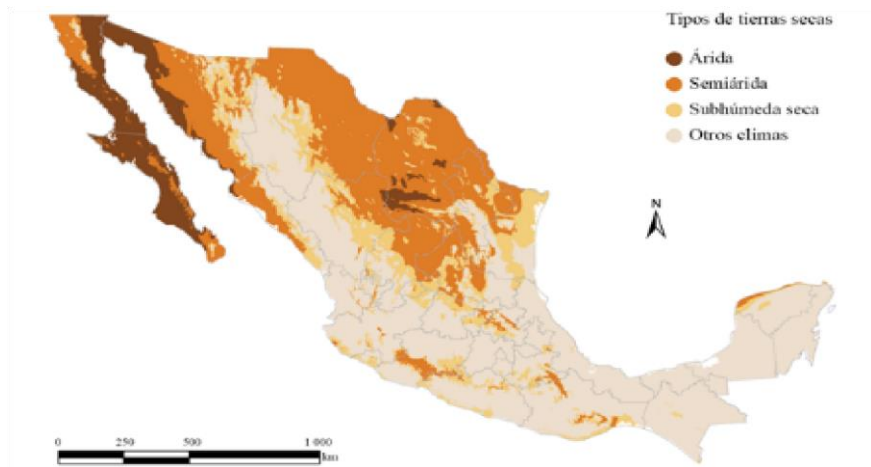 Tipos de tierras secas
Árida
Semiárida
Subhúmeda seca
Otros climas
N
0 250 500 1 000
km